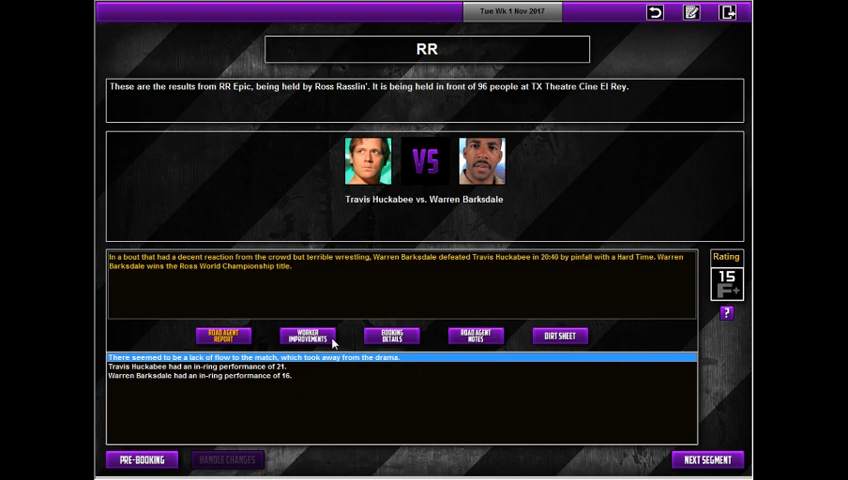 Tue Wk 1 Nov 2017
RR
These are the results from RR Epic, being held by Ross Rasslin'. It is being held in front of 96 people at TX Theatre Cine El Rey.
VS
Travis Huckabee vs. Warren Barksdale
In a bout that had a decent reaction from the crowd but terrible wrestling, Warren Barksdale defeated Travis Huckabee in 20:40 by pinfall with a Hard Time. Warren
Barksdale wins the Ross World Championship title.
Rating
15
F+
?
ROAD AGENT
REPORT
WORKER
IMPROVEMENTS
BOOKING
DETAILS
ROAD AGENT
NOTES
DIRT SHEET
There seemed to be a lack of flow to the match, which took away from the drama.
Travis Huckabee had an in-ring performance of 21.
Warren Barksdale had an in-ring performance of 16.
PRE-BOOKING
HANDLE CHANGES
NEXT SEGMENT